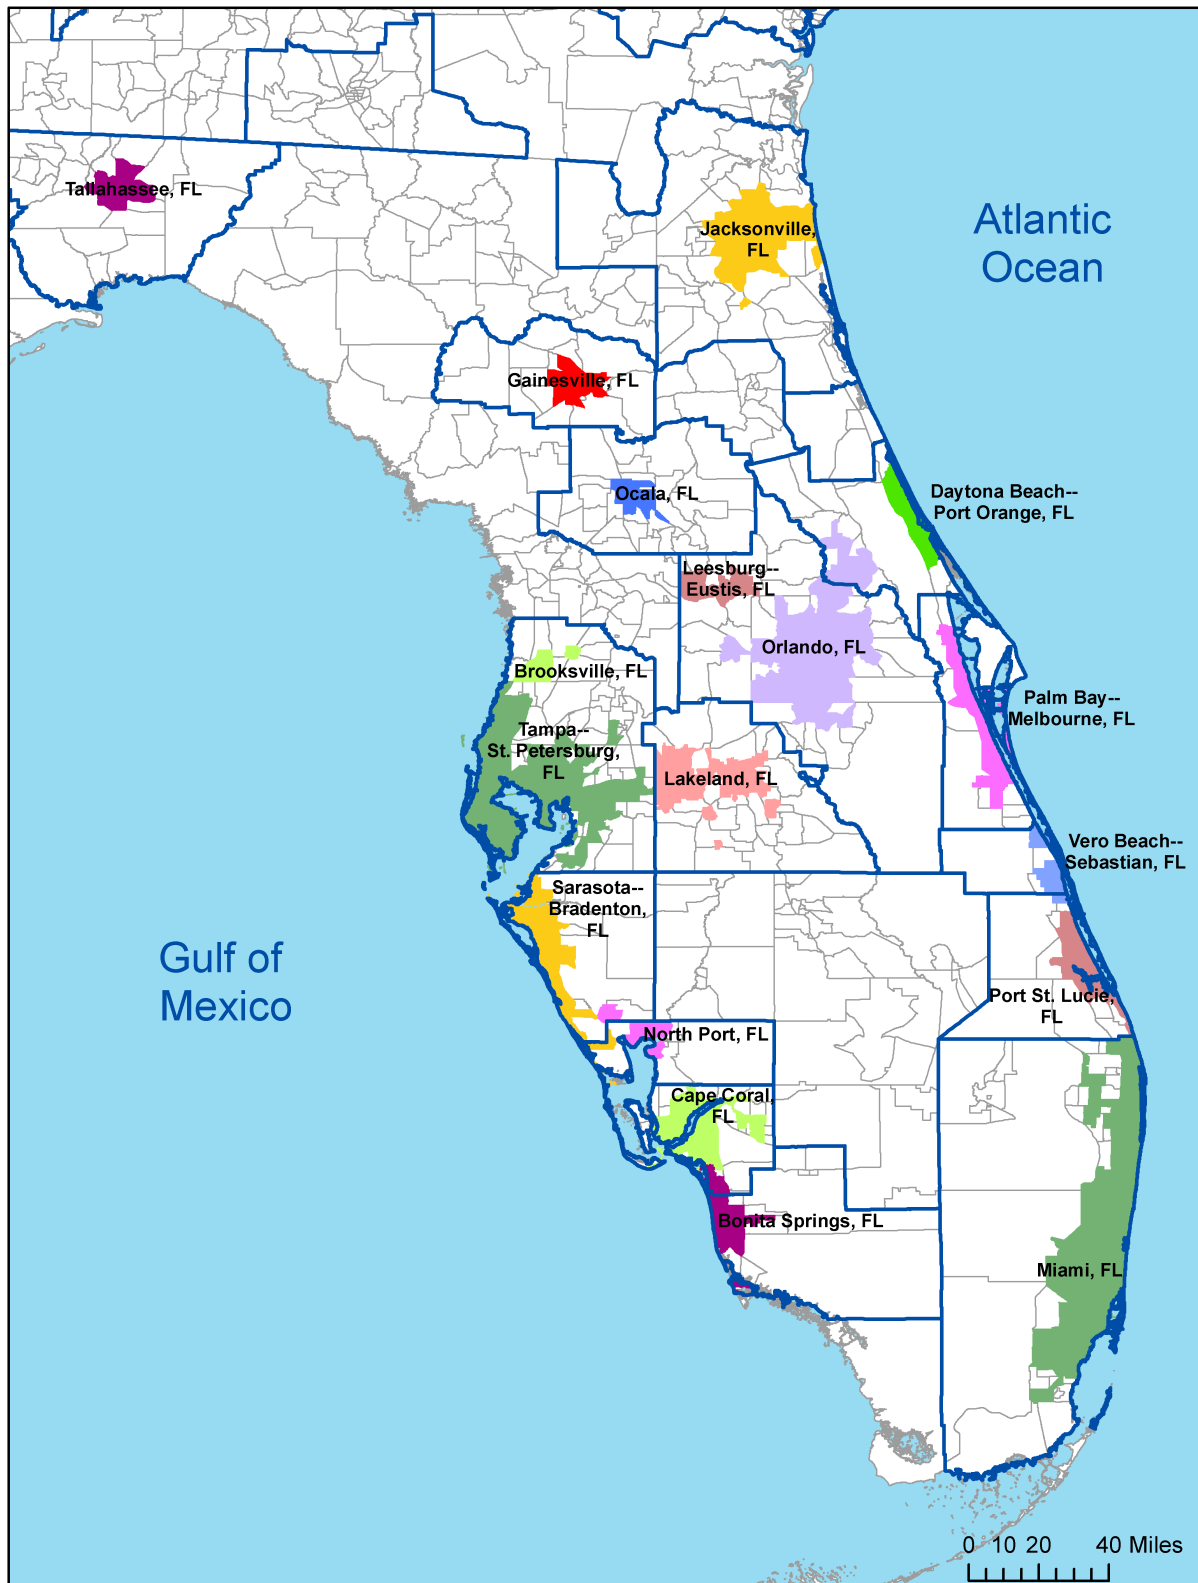 Tallahassee, FL
Jacksonville,
FL
Atlantic
Ocean
Gainesville, FL
Ocala, FL
Daytona Beach--
Port Orange, FL
Leesburg--
Eustis, FL
Orlando, FL
Brooksville, FL
Palm Bay--
Melbourne, FL
Tampa--
St. Petersburg,
FL
Lakeland, FL
Vero Beach--
Sebastian, FL
Sarasota--
Bradenton,
FL
Gulf of
Mexico
Port St. Lucie,
FL
North Port, FL
Cape Coral,
FL
Bonita Springs, FL
Miami, FL
0 10 20 40 Miles